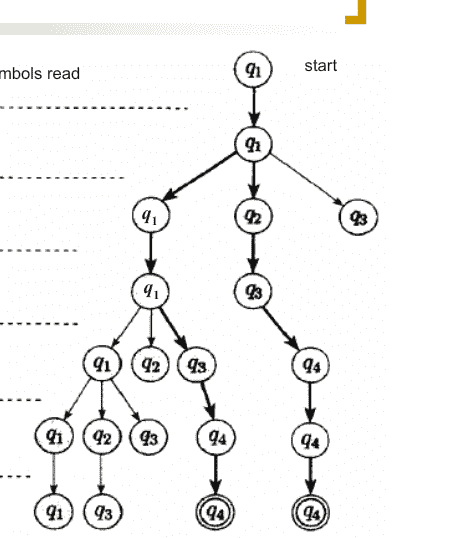 q1 start
mbols read
q1
q1 q2 q3
q1 q3
q1 q2 q3 q4
q1 q2 q3 q4 q4
q1 q3 q4 q4